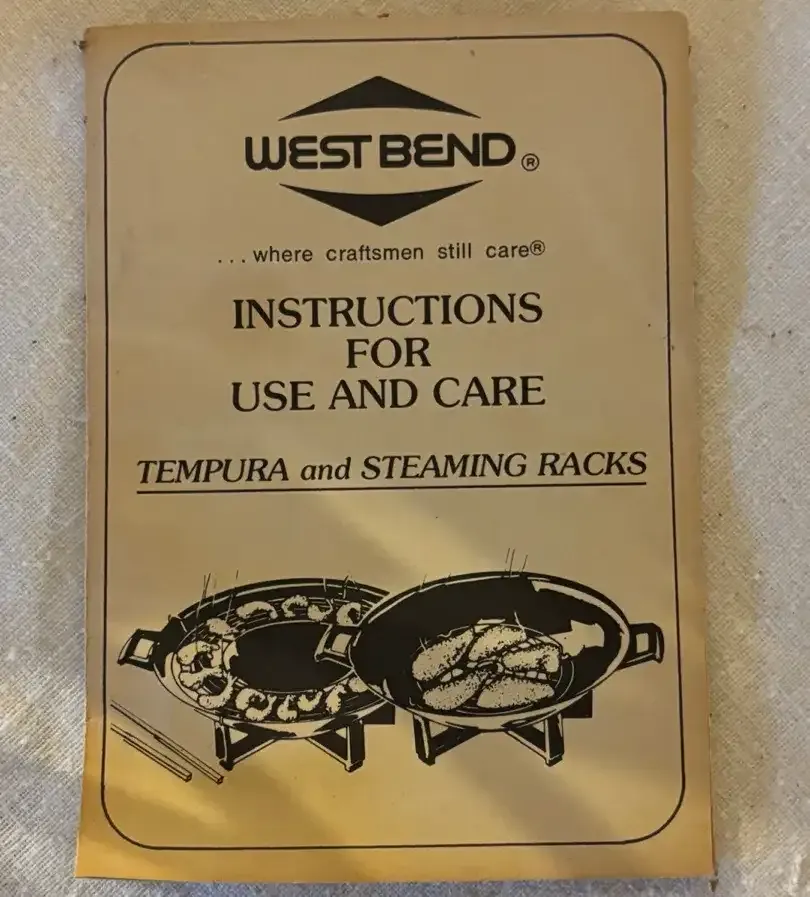 WEST BEND®
...where craftsmen still care®
INSTRUCTIONS
FOR
USE AND CARE
TEMPURA and STEAMING RACKS